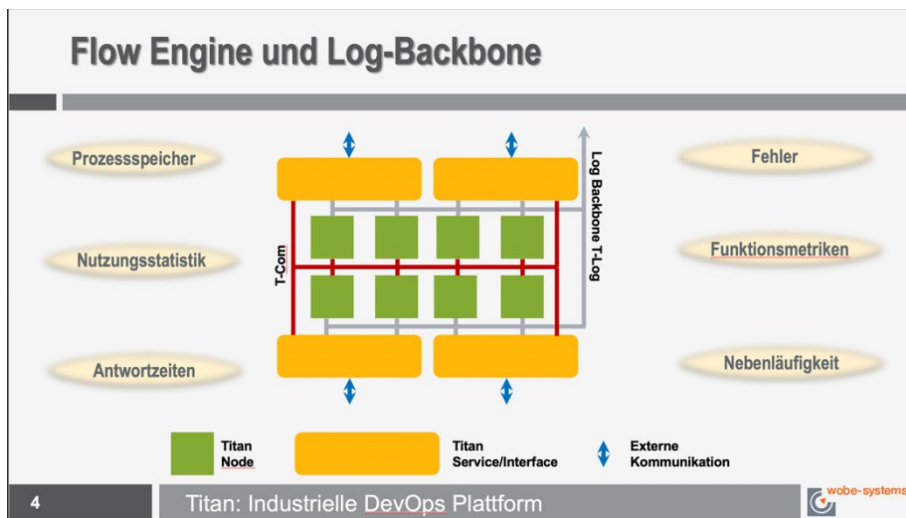 Flow Engine und Log-Backbone
Prozessspeicher
Nutzungsstatistik
Antwortzeiten
T-Com
Log Backbone T-Log
Fehler
Funktionsmetriken
Nebenläufigkeit
Titan
Node
Titan
Service/Interface
Externe
Kommunikation
4
Titan: Industrielle DevOps Plattform
wobe-systems